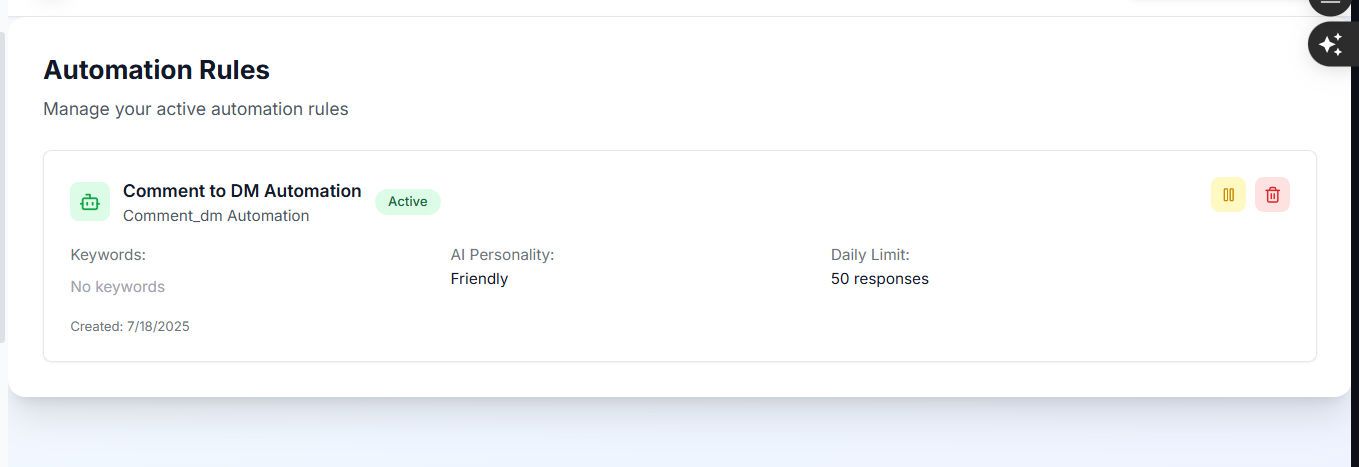 Automation Rules
Manage your active automation rules
Comment to DM Automation
Active
Comment_dm Automation
Keywords:
AI Personality:
Daily Limit:
No keywords
Friendly
50 responses
Created: 7/18/2025